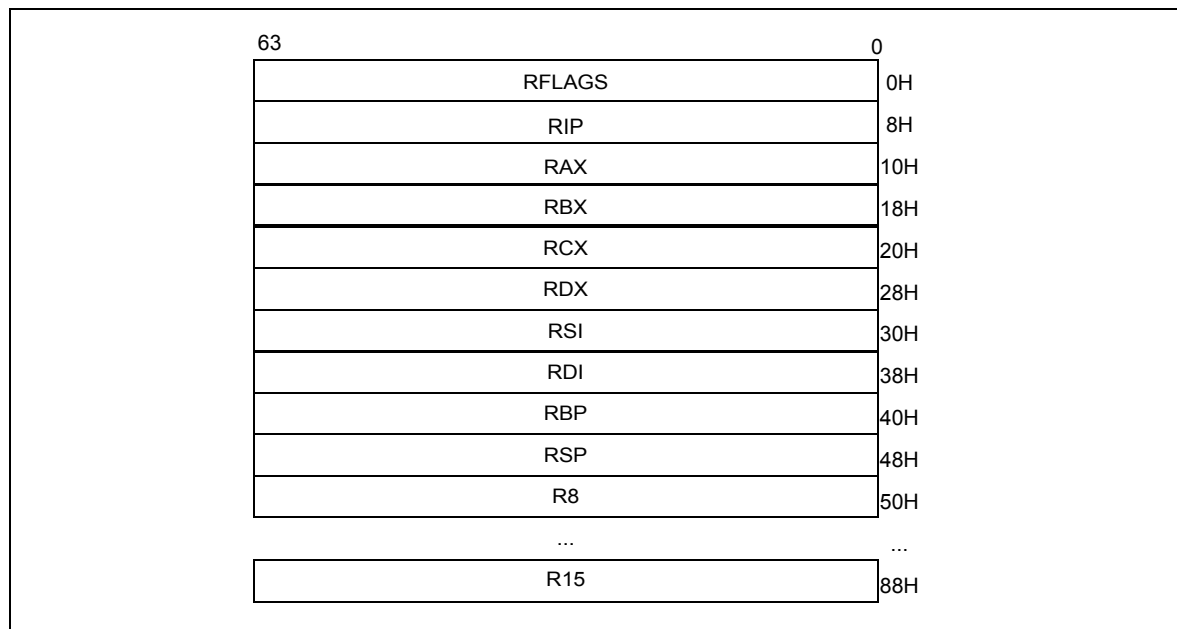 63 0
RFLAGS 0H
RIP 8H
RAX 10H
RBX 18H
RCX 20H
RDX 28H
RSI 30H
RDI 38H
RBP 40H
RSP 48H
R8 50H
... ...
R15 88H